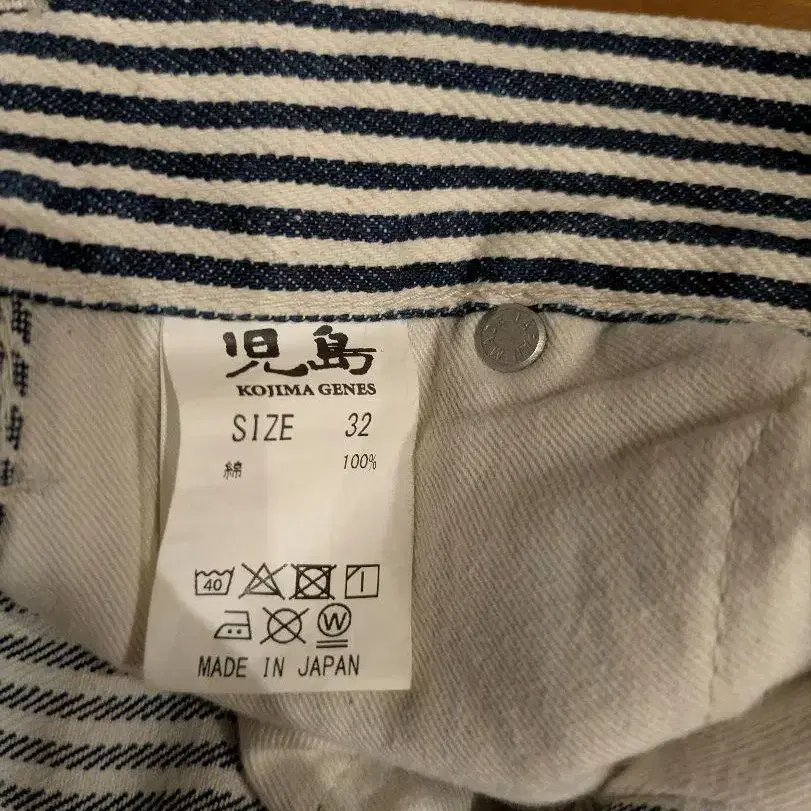 児島
KOJIMA GENES
SIZE 32
綿 100%
40
W
MADE IN JAPAN